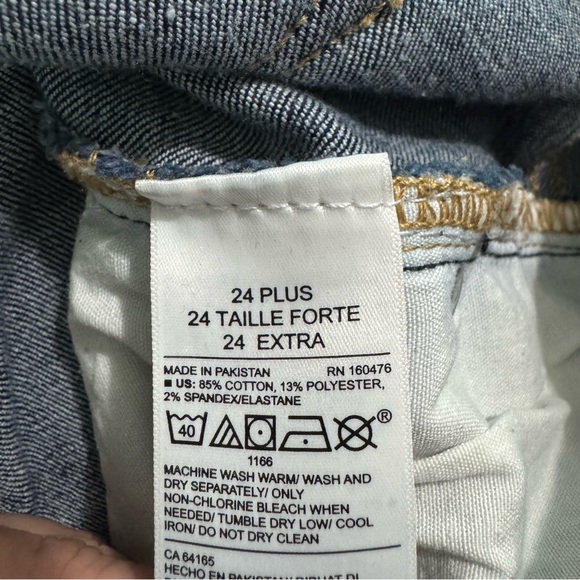 24 PLUS
24 TAILLE FORTE
24 EXTRA
MADE IN PAKISTAN RN 160476
■ US: 85% COTTON, 13% POLYESTER,
2% SPANDEX/ELASTANE
40 ®
1166
MACHINE WASH WARM/ WASH AND
DRY SEPARATELY/ ONLY
NON-CHLORINE BLEACH WHEN
NEEDED/ TUMBLE DRY LOW/ COOL
IRON/ DO NOT DRY CLEAN
CA 64165
HECHO EN PAKISTAN/ DIBUAT DI